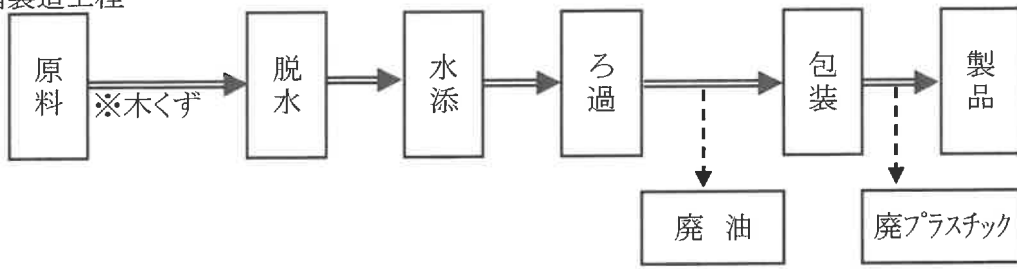 製造工程
原料
※木くず
脱水
水添
ろ過
包装
製品
廃油
廃プラスチック